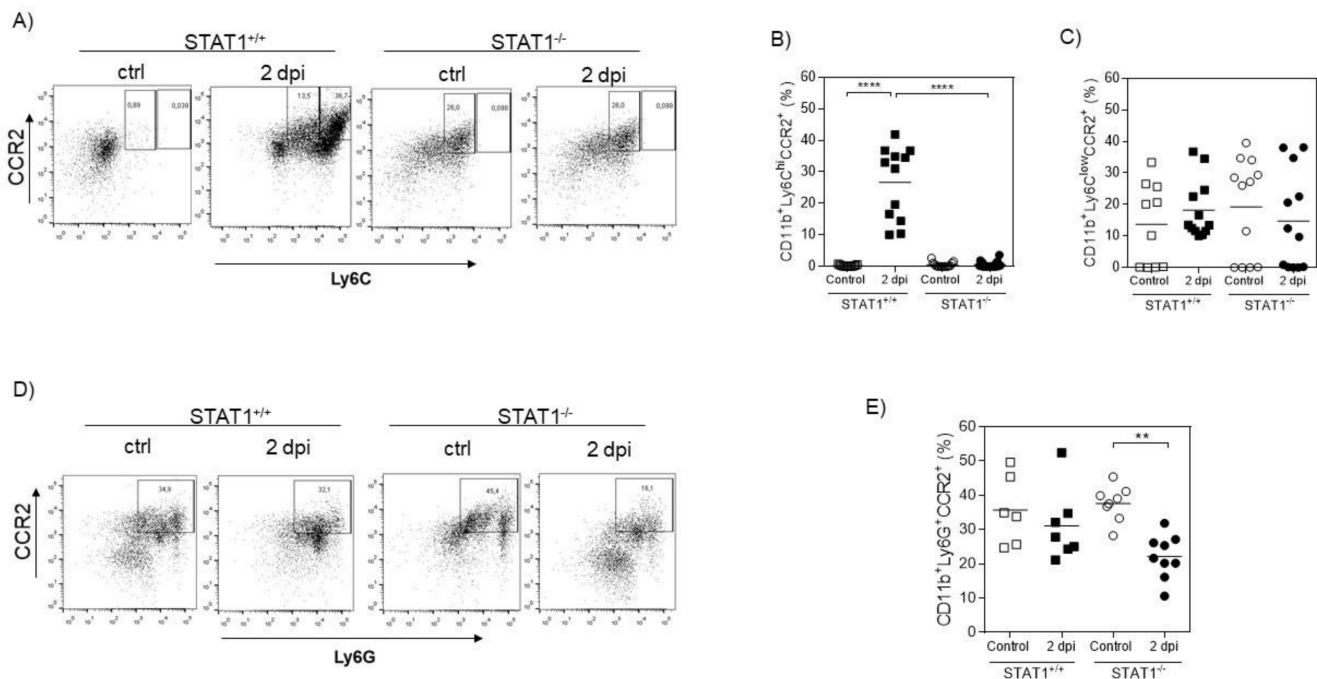 A)
STAT1+/+ STAT1-/-
ctrl 2 dpi ctrl 2 dpi
0,89 0,039
13,5 36,7
26,0 0,098
26,0 0,098
CCR2
Ly6C
B)
CD11b+Ly6ChiCCR2+ (%)
60
50
40
30
20
10
0
**** ****
Control 2 dpi Control 2 dpi
STAT1+/+ STAT1-/-
C)
CD11b+Ly6ClowCCR2+ (%)
60
50
40
30
20
10
0
Control 2 dpi Control 2 dpi
STAT1+/+ STAT1-/-
D)
STAT1+/+ STAT1-/-
ctrl 2 dpi ctrl 2 dpi
34,9
32,1
45,4
16,1
CCR2
Ly6G
E)
CD11b+Ly6G+CCR2+ (%)
60
50
40
30
20
10
0
**
Control 2 dpi Control 2 dpi
STAT1+/+ STAT1-/-